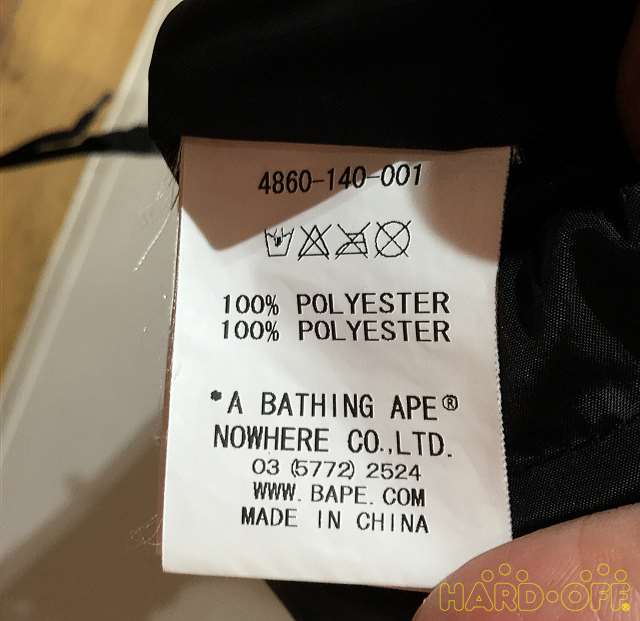 4860-140-001
100% POLYESTER
100% POLYESTER
*A BATHING APE®
NOWHERE CO.,LTD.
03 (5772) 2524
WWW. BAPE. COM
MADE IN CHINA
HARD・OFF®